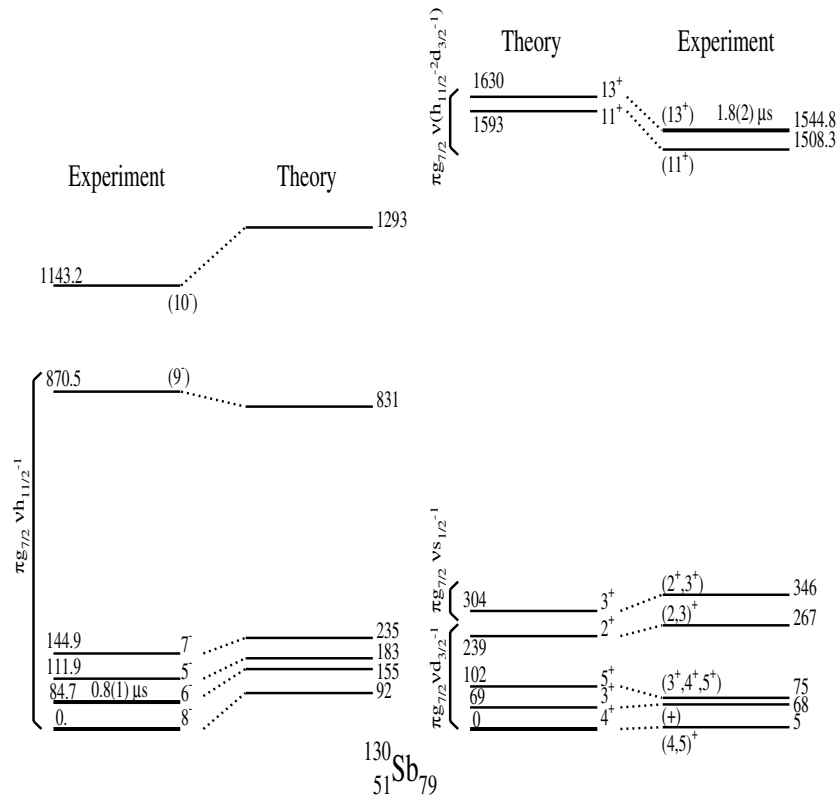 Theory Experiment
πg7/2 ν(h11/2⁻²d3/2⁻¹)
1630 13⁺ (13⁺) 1.8(2) μs 1544.8
1593 11⁺ (11⁺) 1508.3
Experiment Theory
1293
1143.2 (10⁻)
πg7/2 νh11/2⁻¹
870.5 (9⁻) 831
πg7/2 νs1/2⁻¹
304 3⁺ (2⁺,3⁺) 346
πg7/2 νd3/2⁻¹
239 2⁺ (2,3)⁺ 267
144.9 7⁻ 235
111.9 5⁻ 183
84.7 0.8(1) μs 6⁻ 155
0. 8⁻ 92
102 5⁺ (3⁺,4⁺,5⁺) 75
69 3⁺ (+) 68
0 4⁺ (4,5)⁺ 5
¹³⁰₅₁Sb₇₉